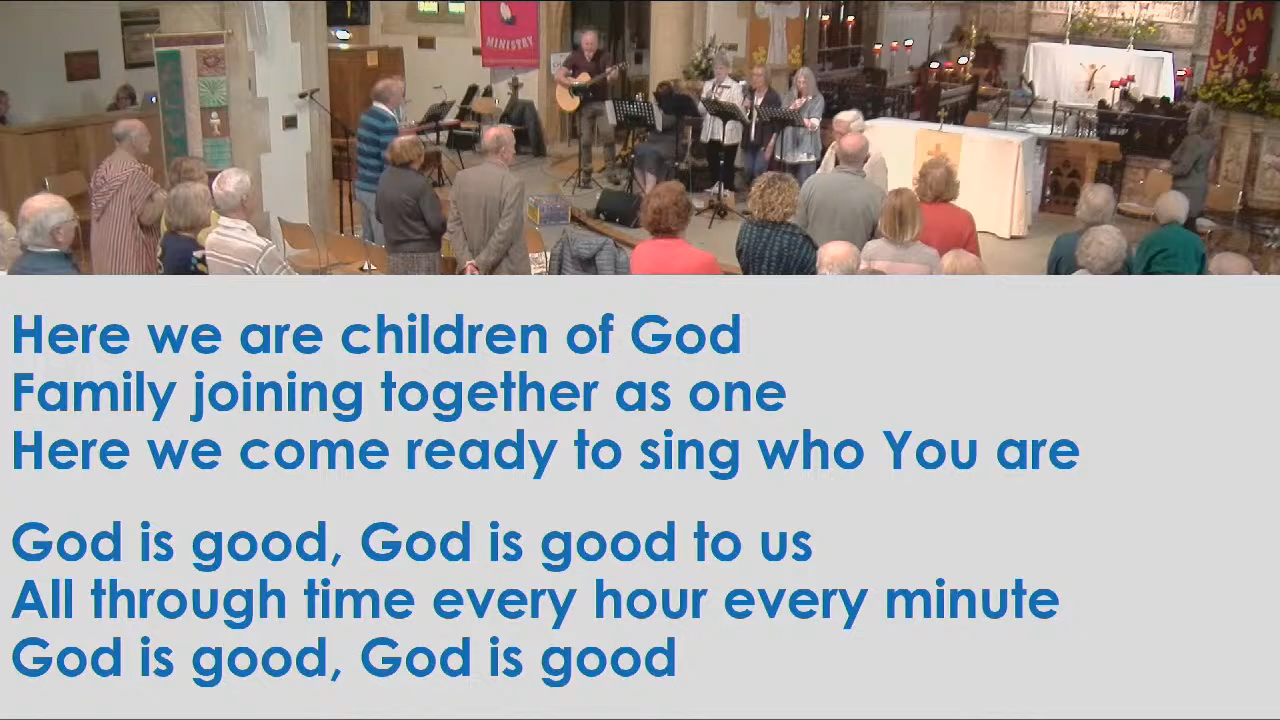 MINISTRY
Here we are children of God
Family joining together as one
Here we come ready to sing who You are
God is good, God is good to us
All through time every hour every minute
God is good, God is good